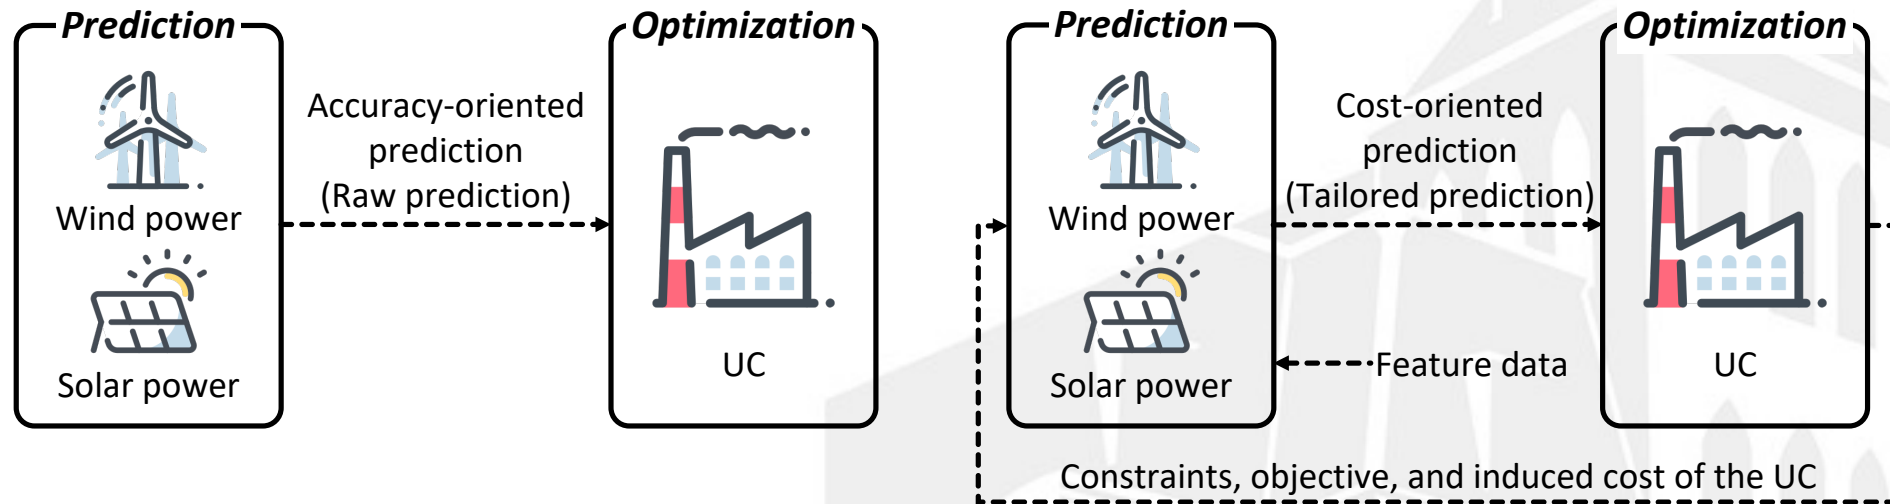 Prediction
Accuracy-oriented
prediction
(Raw prediction)
Wind power
Solar power
Optimization
UC
Prediction
Cost-oriented
prediction
(Tailored prediction)
Wind power
Solar power
Feature data
Optimization
UC
Constraints, objective, and induced cost of the UC